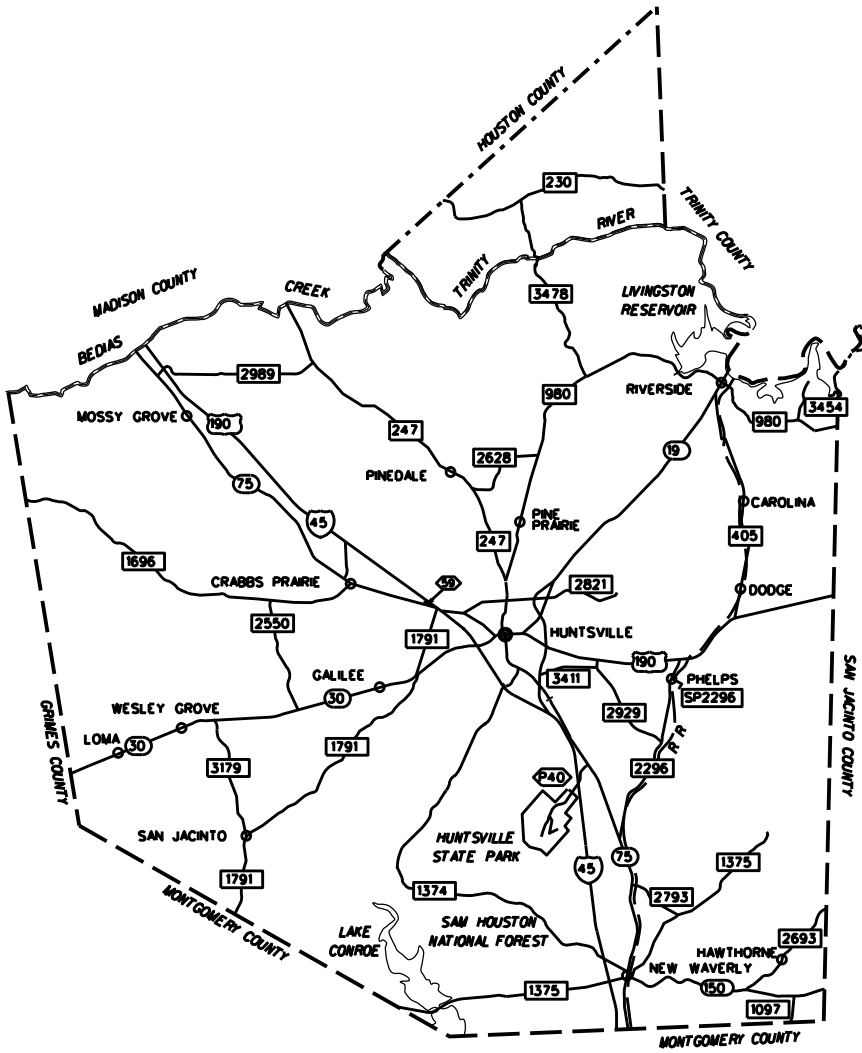 HOUSTON COUNTY
230
TRINITY COUNTY
RIVER
TRINITY
MADISON COUNTY
CREEK
3478
LIVINGSTON
RESERVOIR
BEDIAS
2989
RIVERSIDE
980
3454
980
MOSSY GROVE
190
247
19
2628
PINEDALE
75
CAROLINA
45
PINE
PRAIRIE
405
247
1696
CRABBS PRAIRIE
59
2821
DODGE
2550
1791
HUNTSVILLE
190
GALILEE
3411
PHELPS
SP2296
30
WESLEY GROVE
2929
SAN JACINTO COUNTY
GRIMES COUNTY
LOMA
30
1791
R R
3179
P40
2296
SAN JACINTO
HUNTSVILLE
STATE PARK
45
75
1375
1791
1374
2793
MONTGOMERY COUNTY
SAM HOUSTON
NATIONAL FOREST
LAKE
CONROE
2693
HAWTHORNE
NEW WAVERLY
1375
150
1097
MONTGOMERY COUNTY